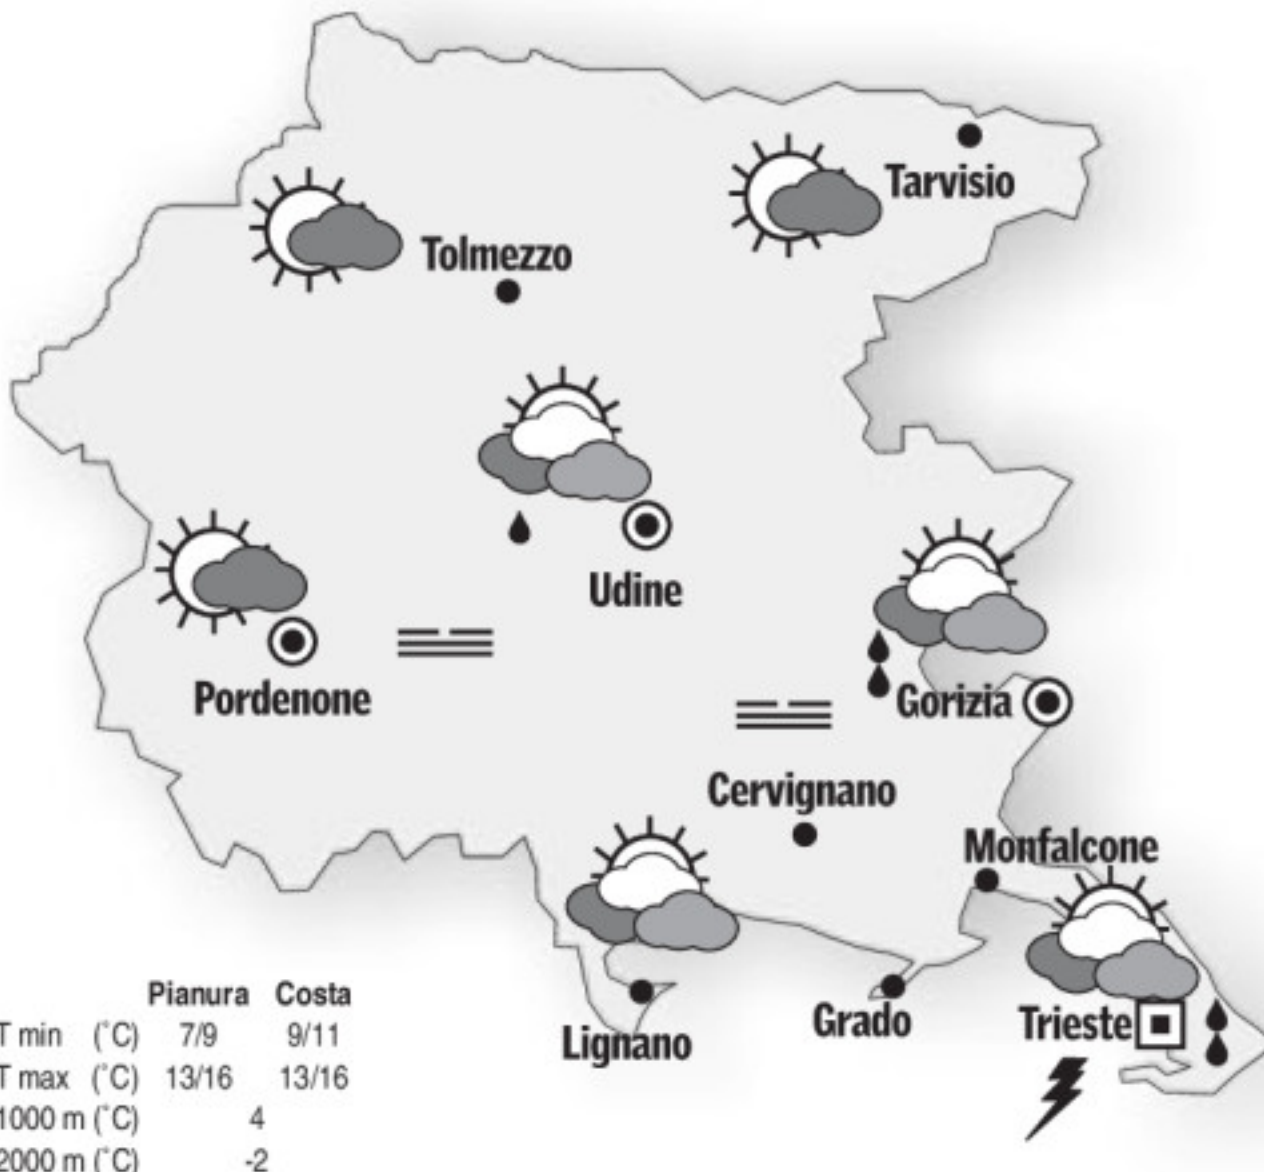 Tarvisio
Tolmezzo
Udine
Pordenone
Gorizia
Cervignano
Monfalcone
Grado
Trieste
Lignano
Pianura Costa
T min (˚C) 7/9 9/11
T max (˚C) 13/16 13/16
1000 m (˚C) 4
2000 m (˚C) -2